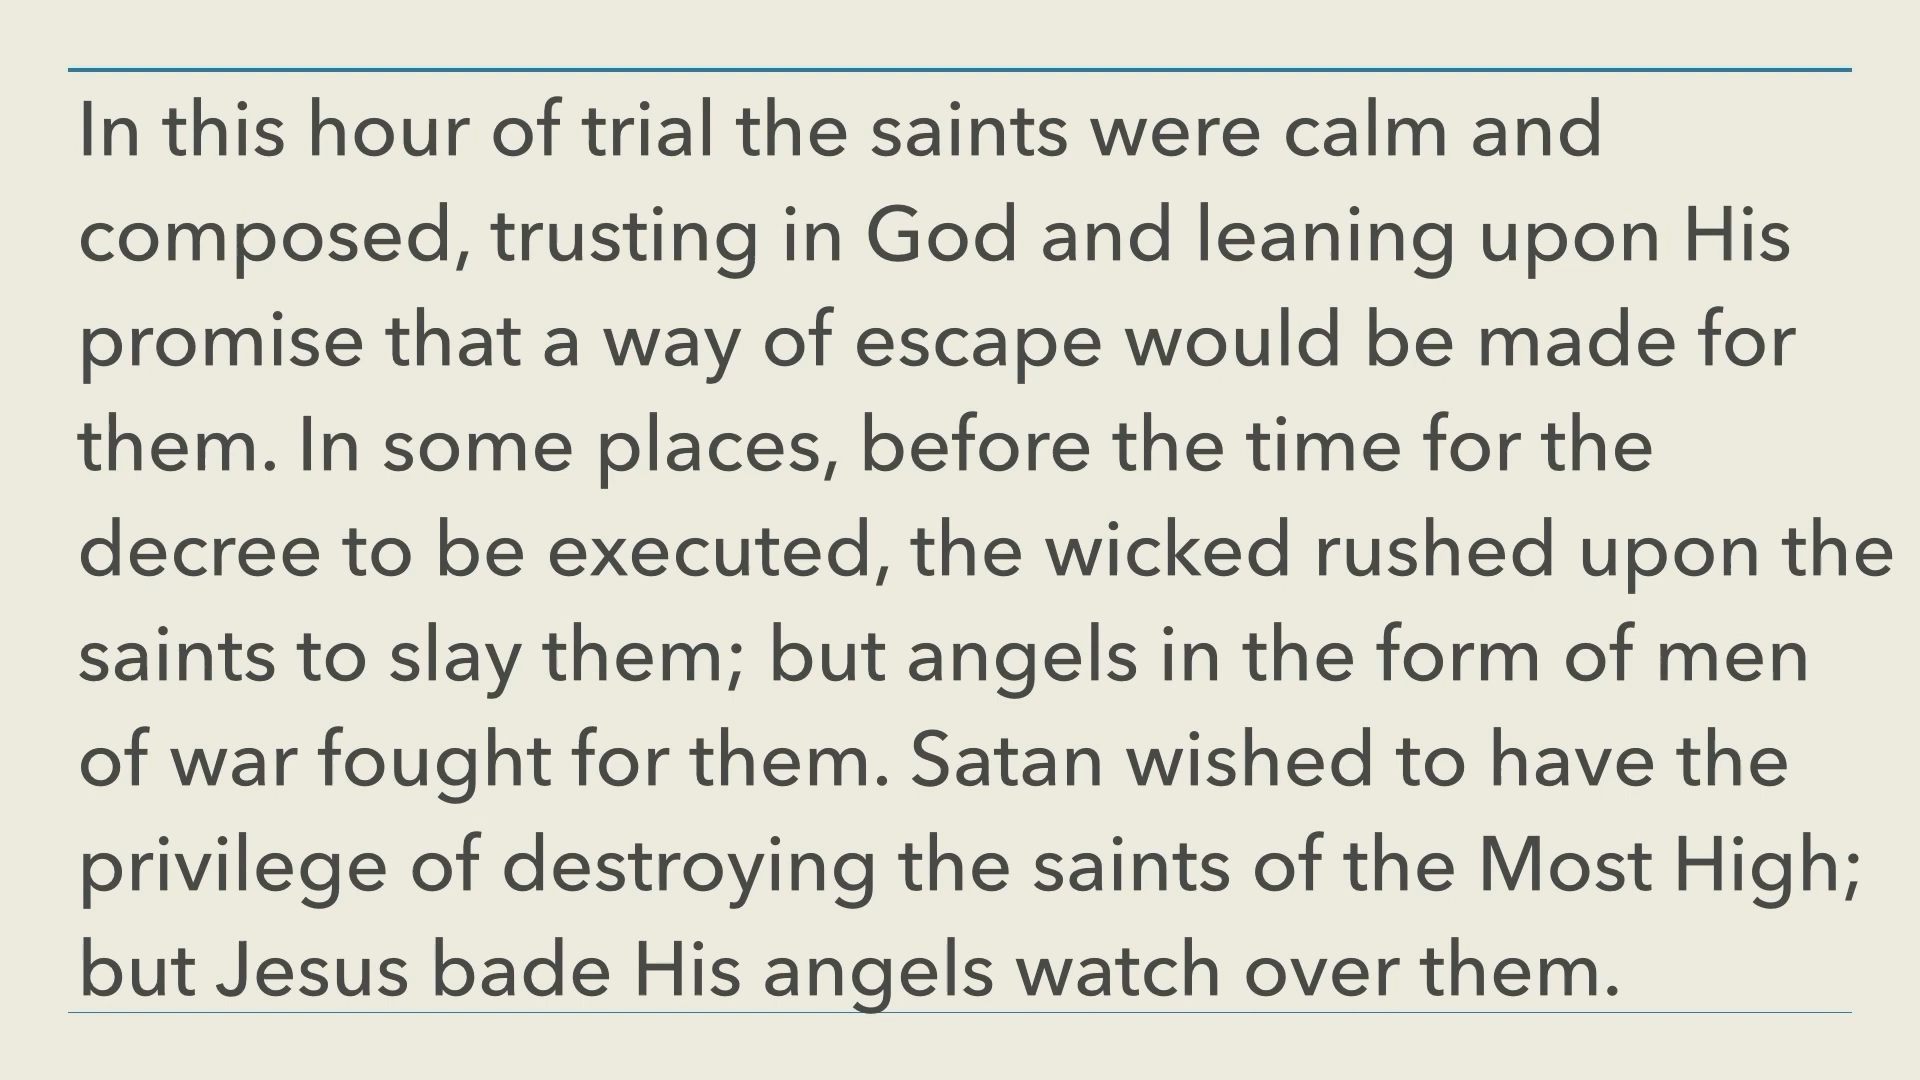 In this hour of trial the saints were calm and
composed, trusting in God and leaning upon His
promise that a way of escape would be made for
them. In some places, before the time for the
decree to be executed, the wicked rushed upon the
saints to slay them; but angels in the form of men
of war fought for them. Satan wished to have the
privilege of destroying the saints of the Most High;
but Jesus bade His angels watch over them.